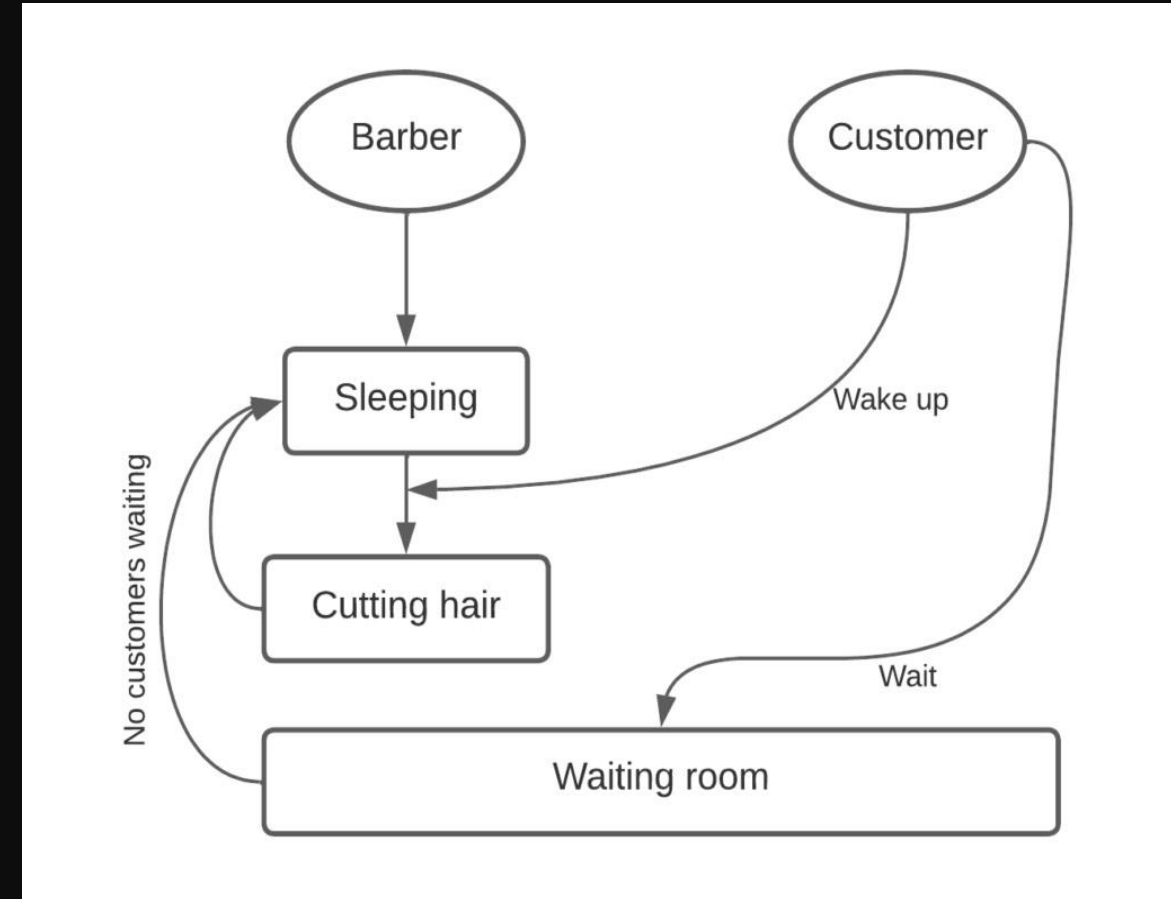 Barber
Customer
Sleeping
Wake up
No customers waiting
Cutting hair
Wait
Waiting room